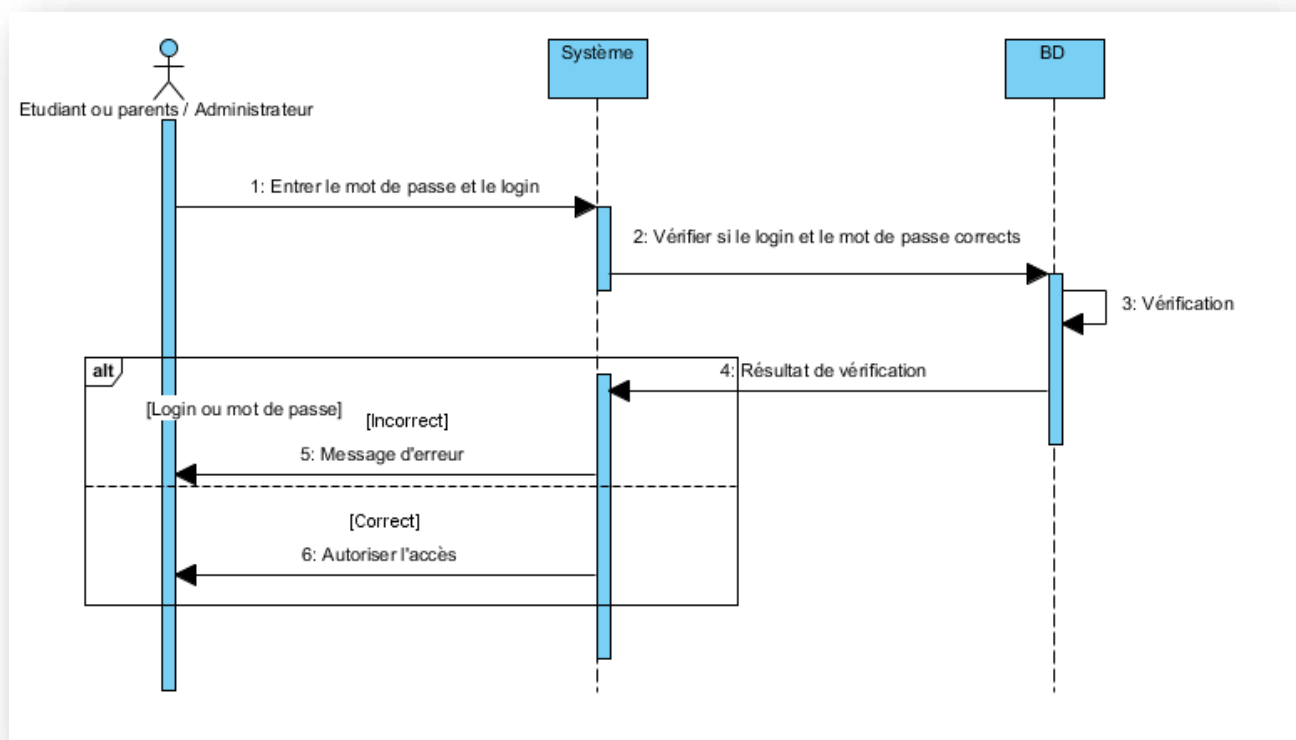 Système
BD
Etudiant ou parents / Administrateur
1: Entrer le mot de passe et le login
2: Vérifier si le login et le mot de passe corrects
3: Vérification
alt
4: Résultat de vérification
[Login ou mot de passe]
[Incorrect]
5: Message d'erreur
[Correct]
6: Autoriser l'accès